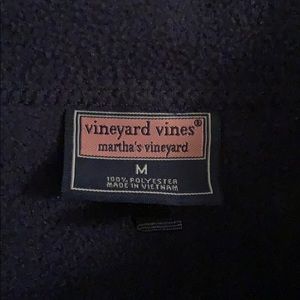 vineyard vines®
martha's vineyard
M
100% POLYESTER
MADE IN VIETNAM